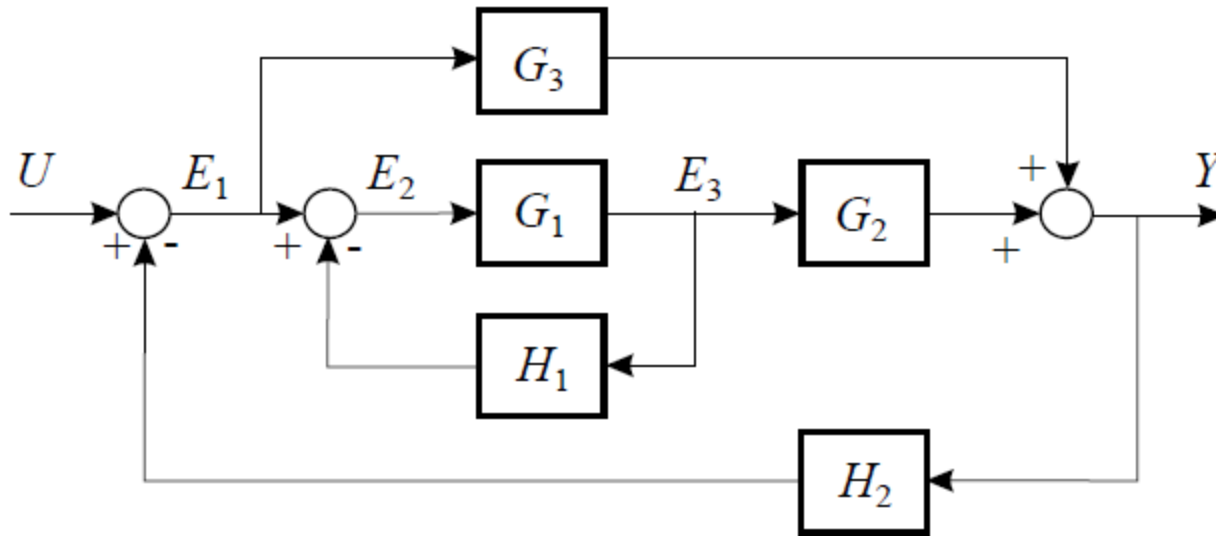 G₃
U E₁ E₂ G₁ E₃ G₂ + Y
+ - + - +
H₁
H₂